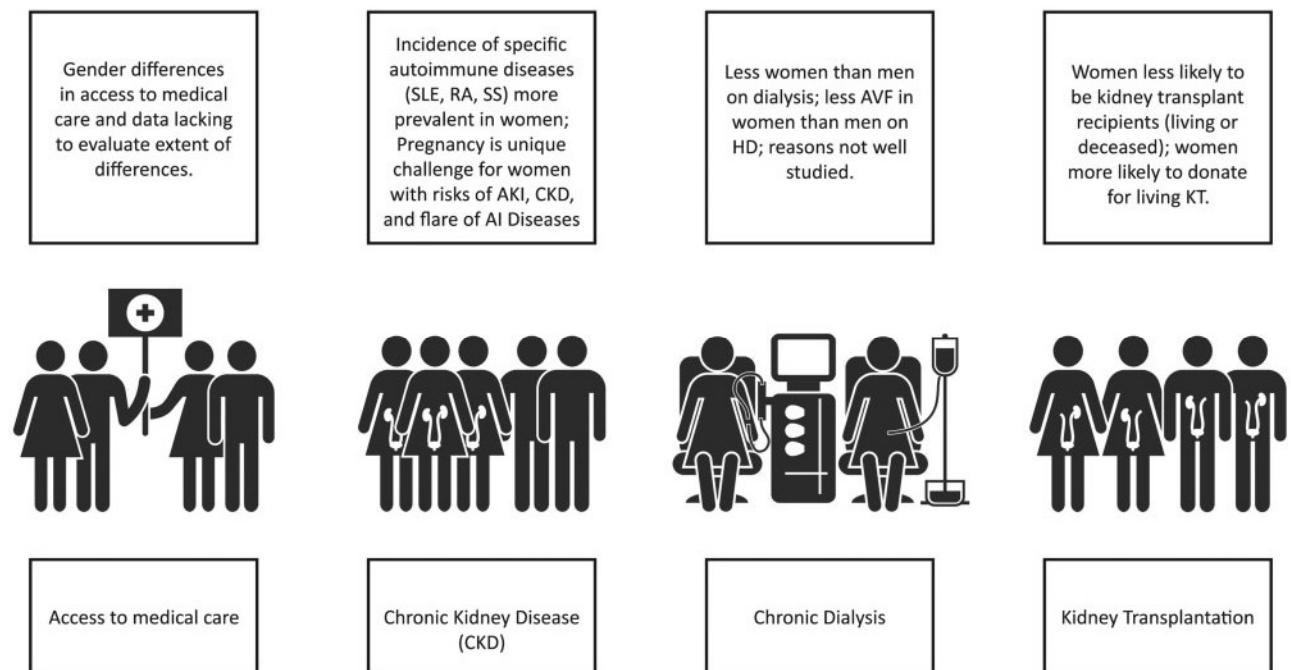 Gender differences
in access to medical
care and data lacking
to evaluate extent of
differences.
Incidence of specific
autoimmune diseases
(SLE, RA, SS) more
prevalent in women;
Pregnancy is unique
challenge for women
with risks of AKI, CKD,
and flare of AI Diseases
Less women than men
on dialysis; less AVF in
women than men on
HD; reasons not well
studied.
Women less likely to
be kidney transplant
recipients (living or
deceased); women
more likely to donate
for living KT.
Access to medical care
Chronic Kidney Disease
(CKD)
Chronic Dialysis
Kidney Transplantation